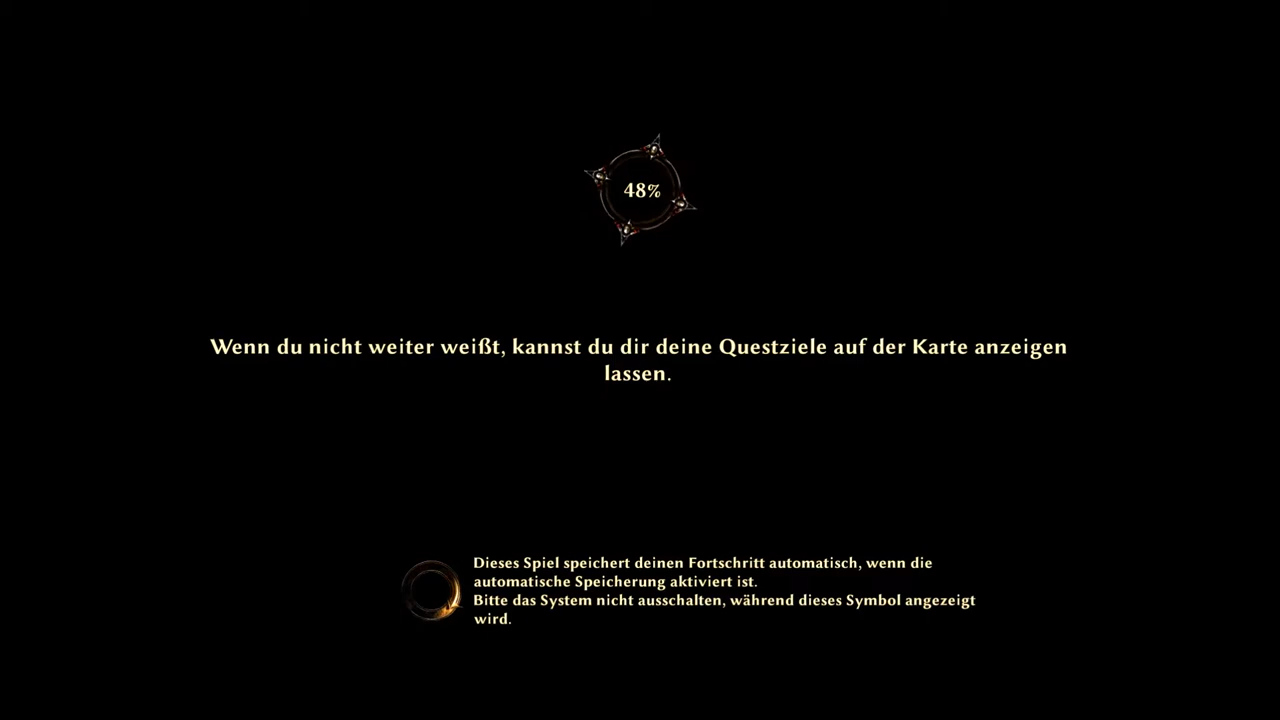 48%
Wenn du nicht weiter weißt, kannst du dir deine Questziele auf der Karte anzeigen
lassen.
Dieses Spiel speichert deinen Fortschritt automatisch, wenn die
automatische Speicherung aktiviert ist.
Bitte das System nicht ausschalten, während dieses Symbol angezeigt
wird.